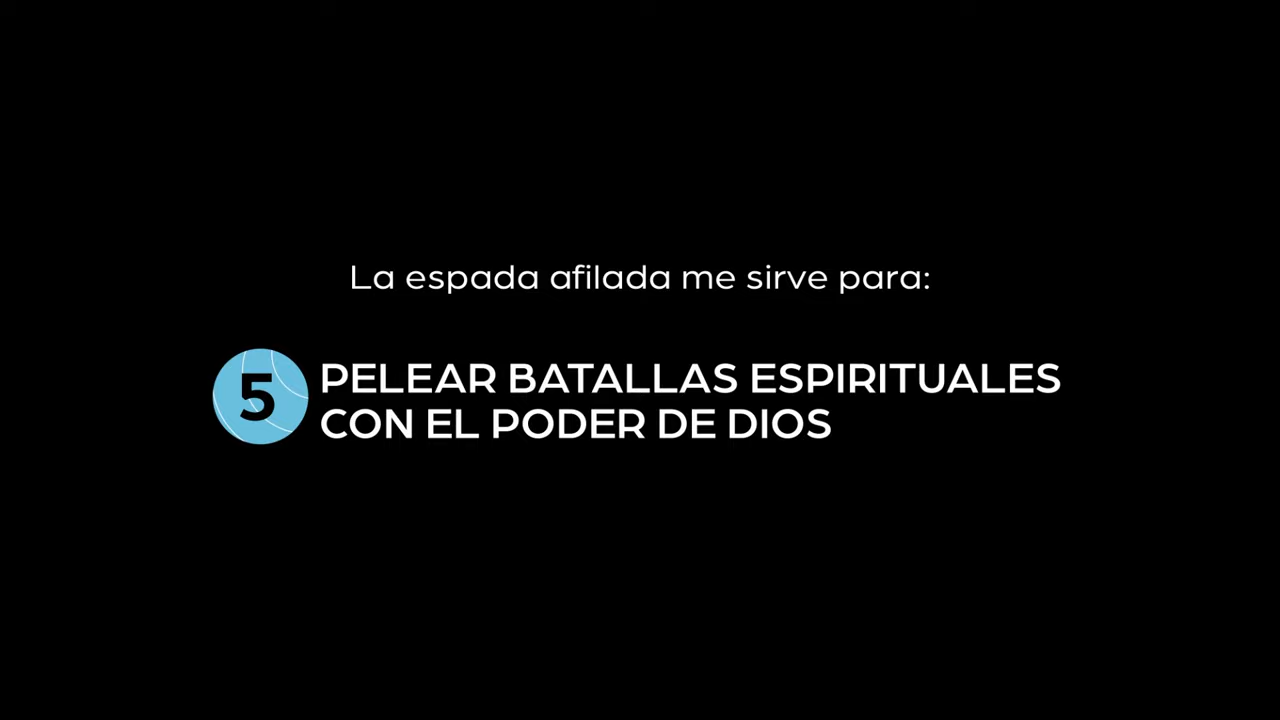 La espada afilada me sirve para:
5 PELEAR BATALLAS ESPIRITUALES
CON EL PODER DE DIOS